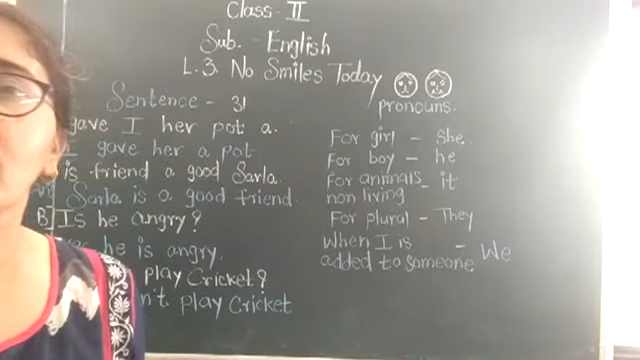 Class - II
Sub. - English
L. 3. No Smiles Today
Sentence - 31
gave I her pot a.
I gave her a pot
is friend a good Sarla.
Sarla is a good friend.
B] Is he angry?
he is angry.
play Cricket?
n't play Cricket
pronouns.
For girl - she.
For boy - he
For animals - it
non living
For plural - They
When I is - We
added to someone